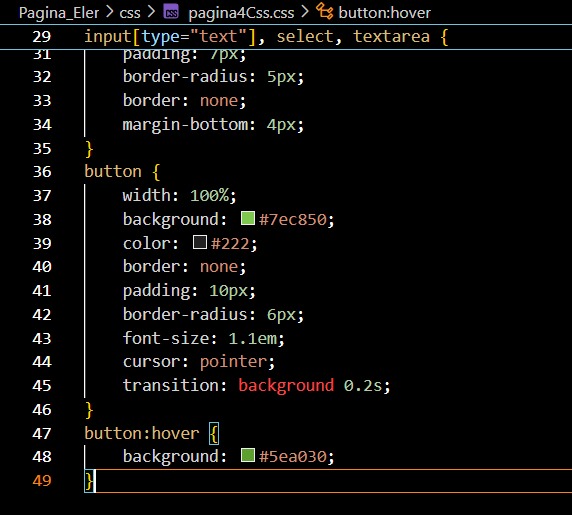 Pagina_Eler > css > pagina4Css.css > button:hover
29 input[type="text"], select, textarea {
31 padding: 7px;
32 border-radius: 5px;
33 border: none;
34 margin-bottom: 4px;
35 }
36 button {
37 width: 100%;
38 background: #7ec850;
39 color: #222;
40 border: none;
41 padding: 10px;
42 border-radius: 6px;
43 font-size: 1.1em;
44 cursor: pointer;
45 transition: background 0.2s;
46 }
47 button:hover {
48 background: #5ea030;
49 }